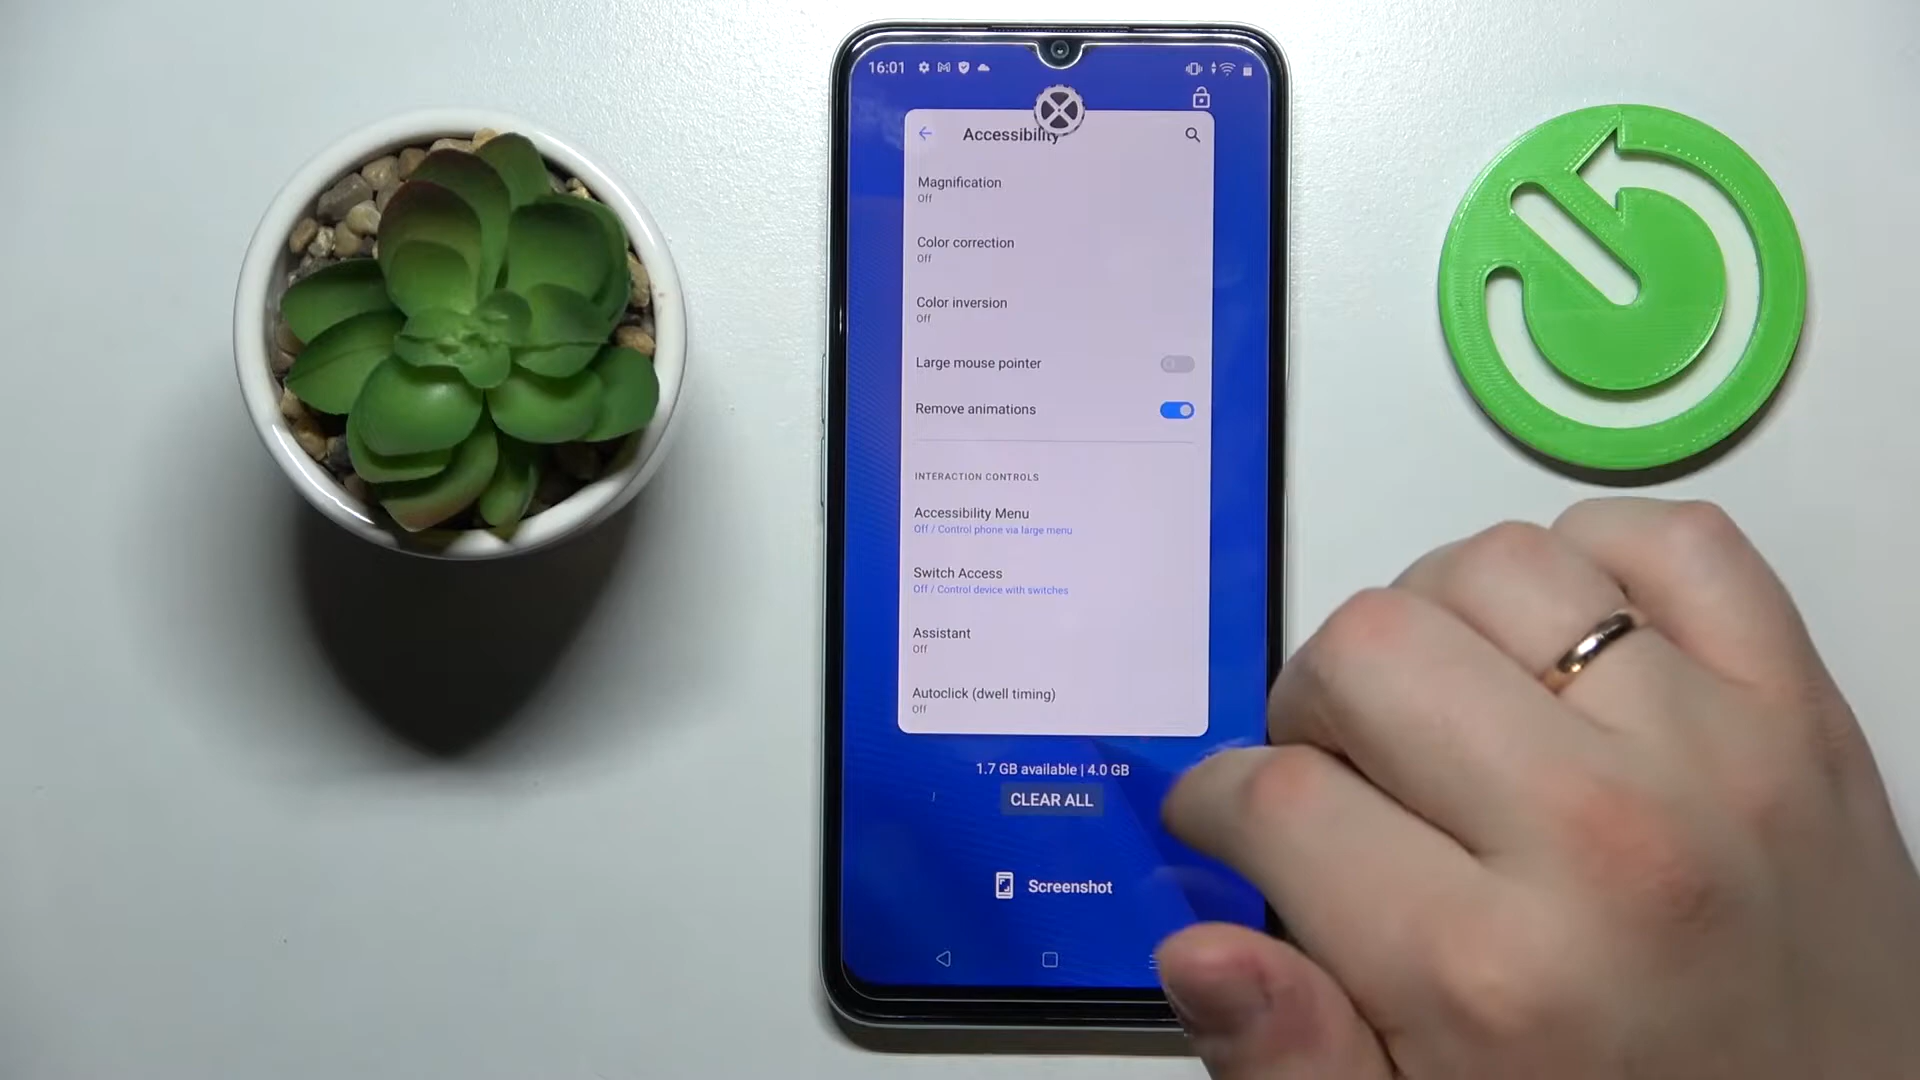 16:01
Accessibility
Magnification
Off
Color correction
Off
Color inversion
Off
Large mouse pointer
Remove animations
INTERACTION CONTROLS
Accessibility Menu
Off / Control phone via large menu
Switch Access
Off / Control device with switches
Assistant
Off
Autoclick (dwell timing)
Off
1.7 GB available | 4.0 GB
CLEAR ALL
Screenshot